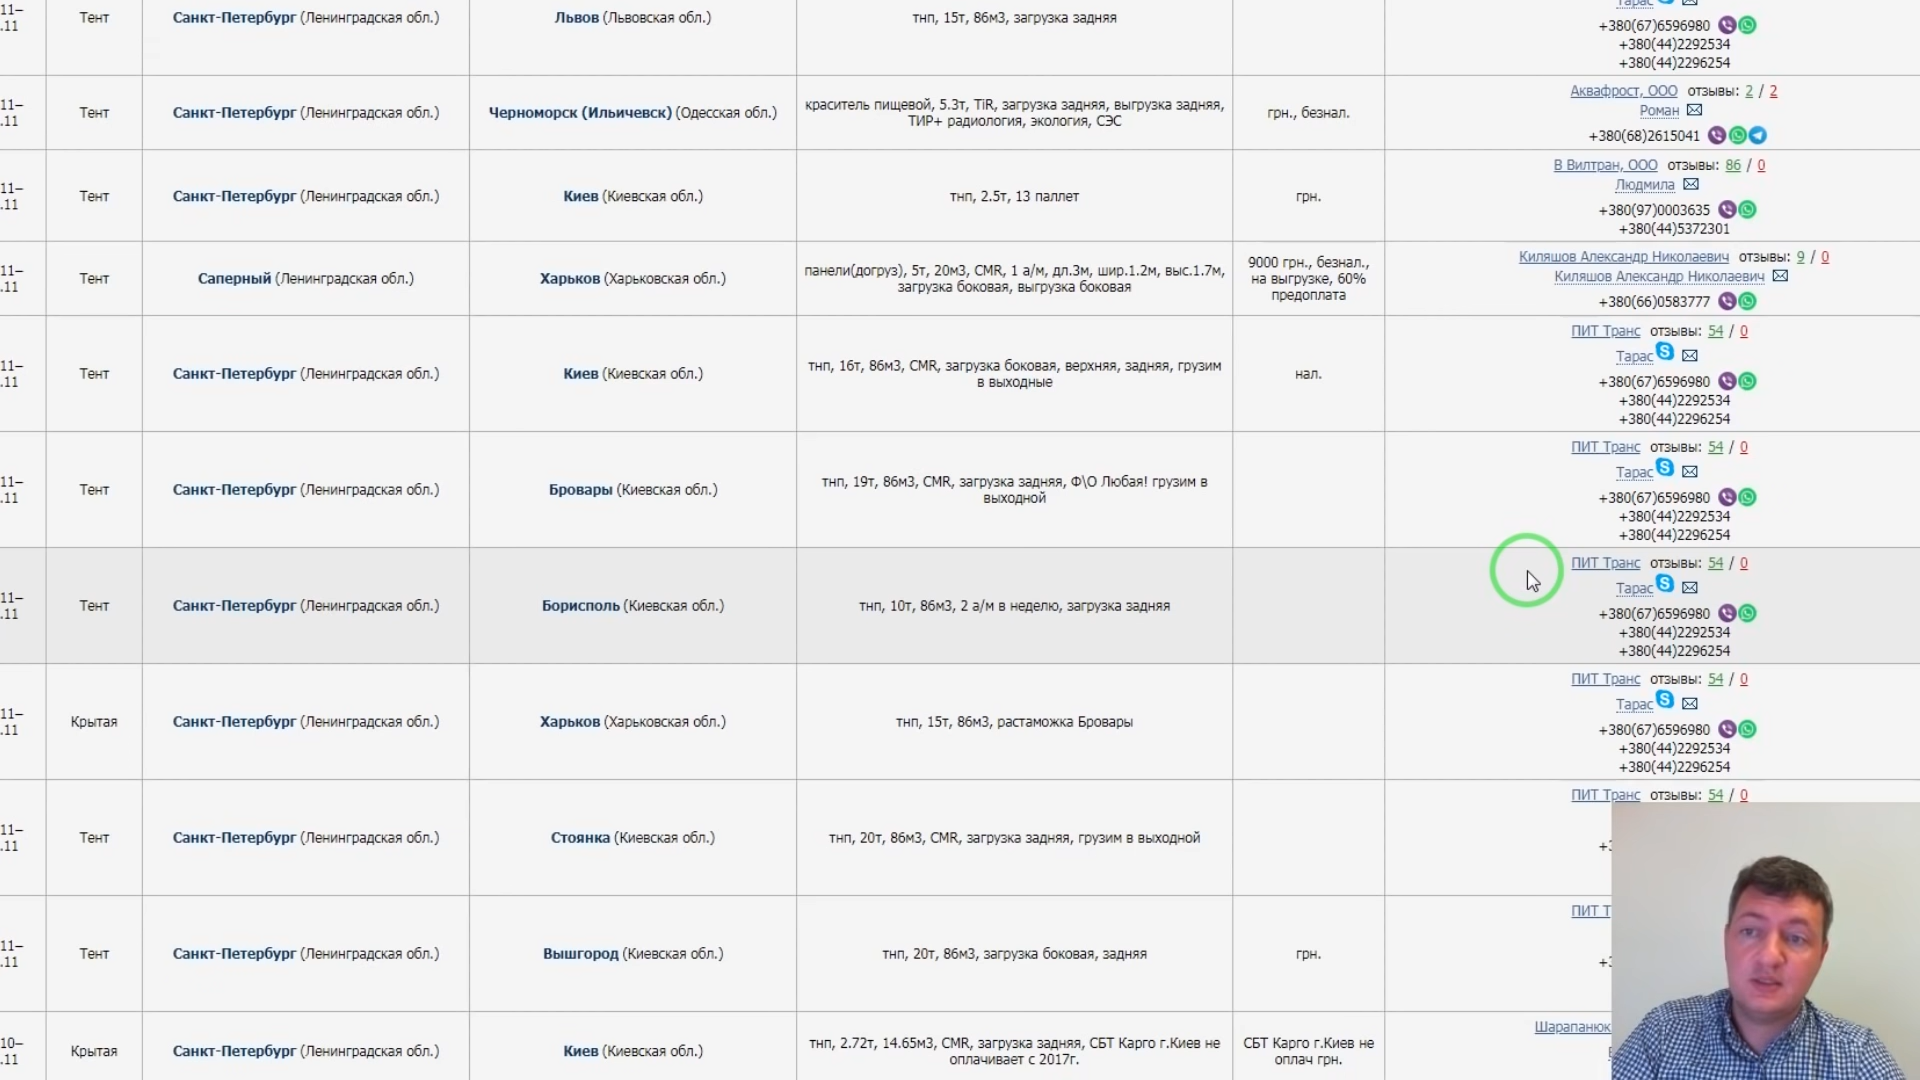 11–
.11
Тент
Санкт-Петербург (Ленинградская обл.)
Львов (Львовская обл.)
тнп, 15т, 86м3, загрузка задняя
Тарас
+380(67)6596980
+380(44)2292534
+380(44)2296254
11–
.11
Тент
Санкт-Петербург (Ленинградская обл.)
Черноморск (Ильичевск) (Одесская обл.)
краситель пищевой, 5.3т, TiR, загрузка задняя, выгрузка задняя,
ТИР+ радиология, экология, СЭС
грн., безнал.
Аквафрост, ООО отзывы: 2 / 2
Роман
+380(68)2615041
11–
.11
Тент
Санкт-Петербург (Ленинградская обл.)
Киев (Киевская обл.)
тнп, 2.5т, 13 паллет
грн.
В Вилтран, ООО отзывы: 86 / 0
Людмила
+380(97)0003635
+380(44)5372301
11–
.11
Тент
Саперный (Ленинградская обл.)
Харьков (Харьковская обл.)
панели(догруз), 5т, 20м3, CMR, 1 а/м, дл.3м, шир.1.2м, выс.1.7м,
загрузка боковая, выгрузка боковая
9000 грн., безнал.,
на выгрузке, 60%
предоплата
Киляшов Александр Николаевич отзывы: 9 / 0
Киляшов Александр Николаевич
+380(66)0583777
11–
.11
Тент
Санкт-Петербург (Ленинградская обл.)
Киев (Киевская обл.)
тнп, 16т, 86м3, CMR, загрузка боковая, верхняя, задняя, грузим
в выходные
нал.
ПИТ Транс отзывы: 54 / 0
Тарас
+380(67)6596980
+380(44)2292534
+380(44)2296254
11–
.11
Тент
Санкт-Петербург (Ленинградская обл.)
Бровары (Киевская обл.)
тнп, 19т, 86м3, CMR, загрузка задняя, Ф\О Любая! грузим в
выходной
ПИТ Транс отзывы: 54 / 0
Тарас
+380(67)6596980
+380(44)2292534
+380(44)2296254
11–
.11
Тент
Санкт-Петербург (Ленинградская обл.)
Борисполь (Киевская обл.)
тнп, 10т, 86м3, 2 а/м в неделю, загрузка задняя
ПИТ Транс отзывы: 54 / 0
Тарас
+380(67)6596980
+380(44)2292534
+380(44)2296254
11–
.11
Крытая
Санкт-Петербург (Ленинградская обл.)
Харьков (Харьковская обл.)
тнп, 15т, 86м3, растаможка Бровары
ПИТ Транс отзывы: 54 / 0
Тарас
+380(67)6596980
+380(44)2292534
+380(44)2296254
11–
.11
Тент
Санкт-Петербург (Ленинградская обл.)
Стоянка (Киевская обл.)
тнп, 20т, 86м3, CMR, загрузка задняя, грузим в выходной
ПИТ Транс отзывы: 54 / 0
11–
.11
Тент
Санкт-Петербург (Ленинградская обл.)
Вышгород (Киевская обл.)
тнп, 20т, 86м3, загрузка боковая, задняя
грн.
ПИТ Т
10–
.11
Крытая
Санкт-Петербург (Ленинградская обл.)
Киев (Киевская обл.)
тнп, 2.72т, 14.65м3, CMR, загрузка задняя, СБТ Карго г.Киев не
оплачивает с 2017г.
СБТ Карго г.Киев не
оплач грн.
Шарапанюк